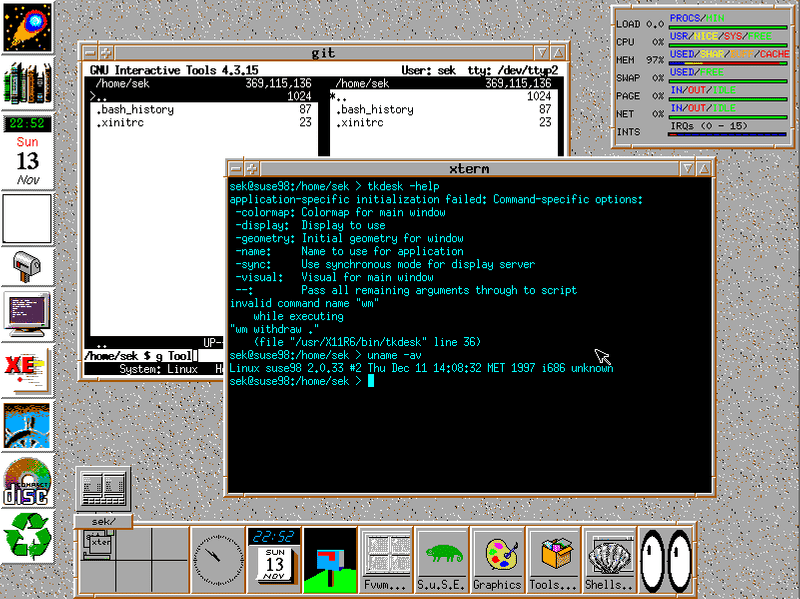 22:52
Sun
13
Nov
XE
COMPACT
disc
git
GNU Interactive Tools 4.3.15 User: sek tty: /dev/ttyp2
/home/sek 369,115,136 /home/sek 369,115,136
>.. 1024 *.. 1024
.bash_history 87 .bash_history 87
.xinitrc 23 .xinitrc 23
.. UP-
/home/sek $ g Tool
System: Linux Ho
LOAD 0.0 PROCS/MIN
CPU 0% USR/NICE/SYS/FREE
MEM 97% USED/SHAR/BUFF/CACHE
SWAP 0% USED/FREE
PAGE 0% IN/OUT/IDLE
NET 0% IN/OUT/IDLE
INTS IRQs (0 - 15)
xterm
sek@suse98:/home/sek > tkdesk -help
application-specific initialization failed: Command-specific options:
-colormap: Colormap for main window
-display: Display to use
-geometry: Initial geometry for window
-name: Name to use for application
-sync: Use synchronous mode for display server
-visual: Visual for main window
--: Pass all remaining arguments through to script
invalid command name "wm"
while executing
"wm withdraw ."
(file "/usr/X11R6/bin/tkdesk" line 36)
sek@suse98:/home/sek > uname -av
Linux suse98 2.0.33 #2 Thu Dec 11 14:08:32 MET 1997 i686 unknown
sek@suse98:/home/sek >
sek/
xter
22:52
SUN
13
NOV
Fvwm... S.u.S.E. Graphics Tools.. Shells..